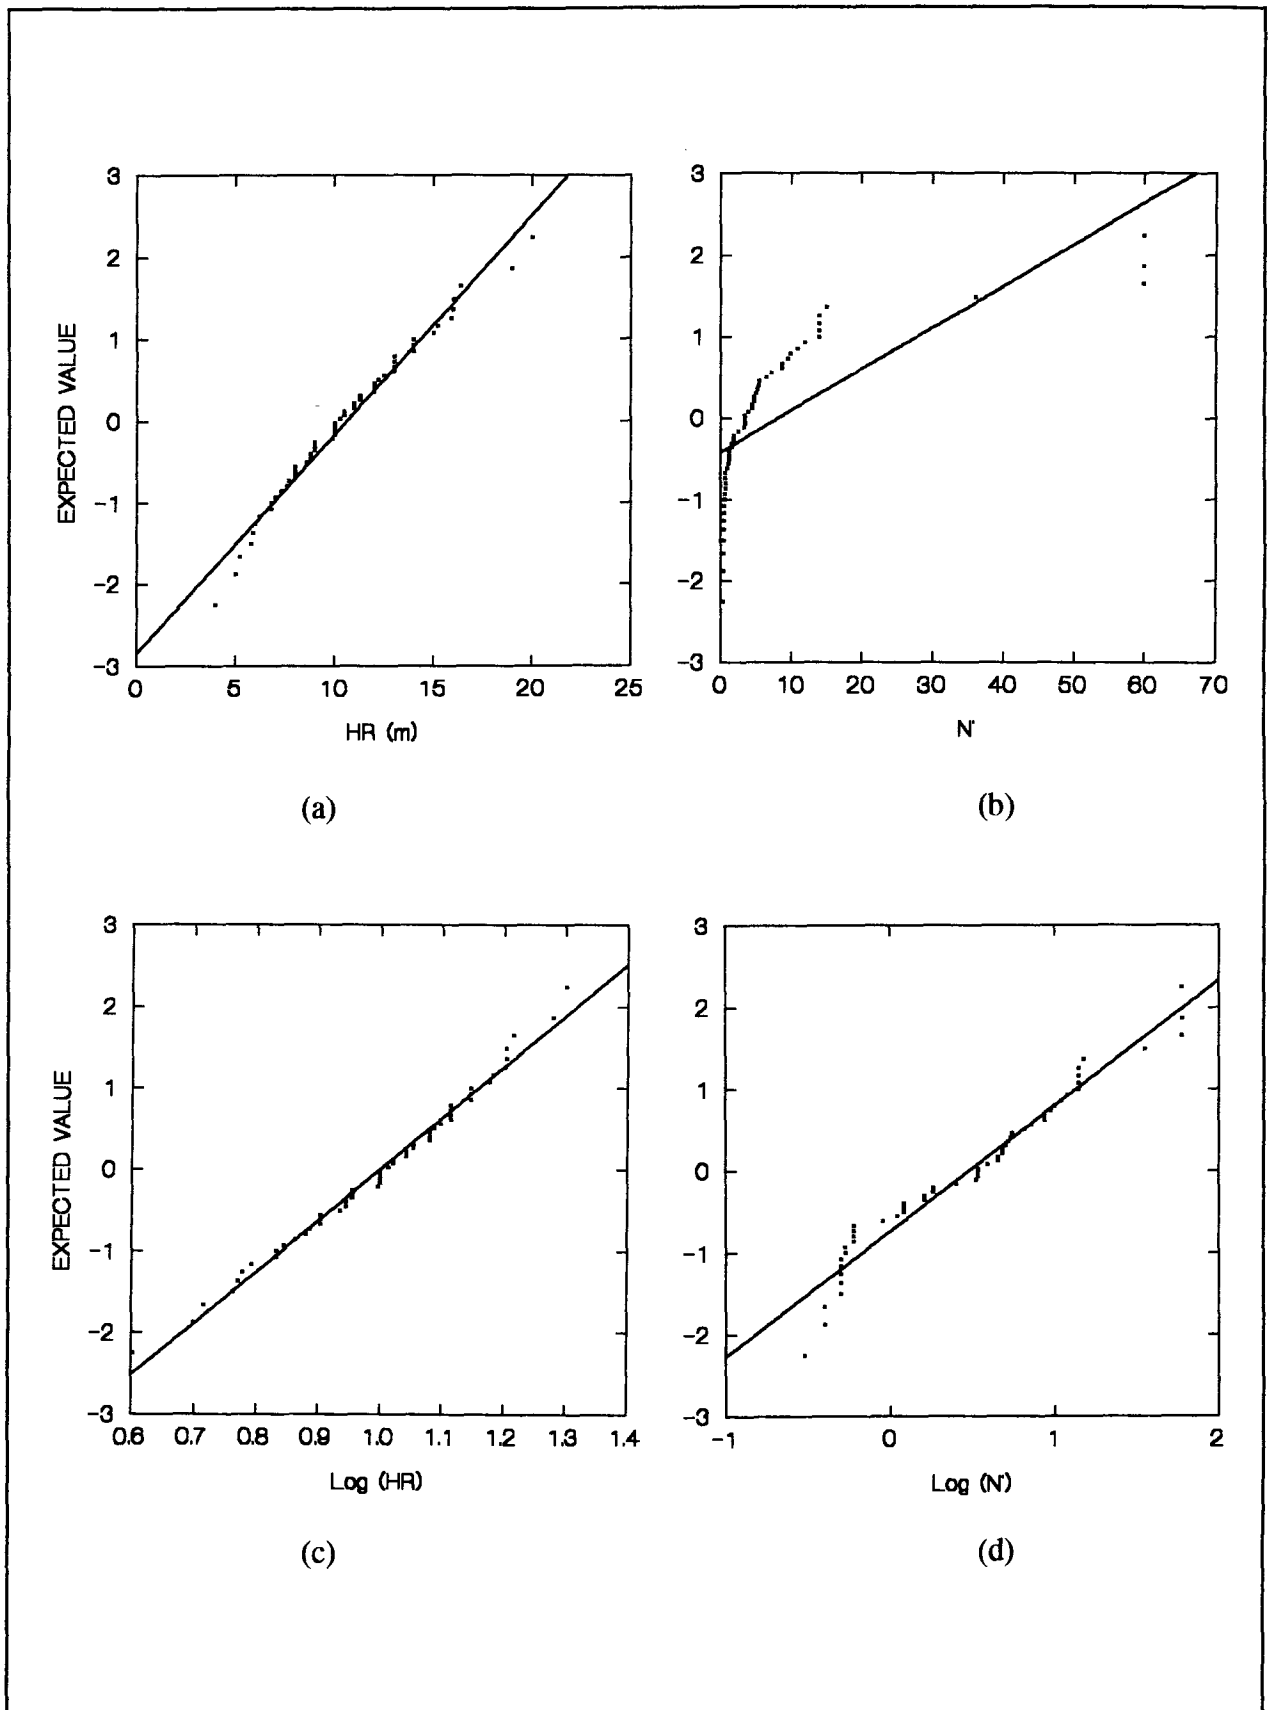 3
2
1
0
−1
−2
−3
EXPECTED VALUE
0 5 10 15 20 25
HR (m)
(a)
3
2
1
0
−1
−2
−3
0 10 20 30 40 50 60 70
N'
(b)
3
2
1
0
−1
−2
−3
EXPECTED VALUE
0.6 0.7 0.8 0.9 1.0 1.1 1.2 1.3 1.4
Log (HR)
(c)
3
2
1
0
−1
−2
−3
−1 0 1 2
Log (N')
(d)